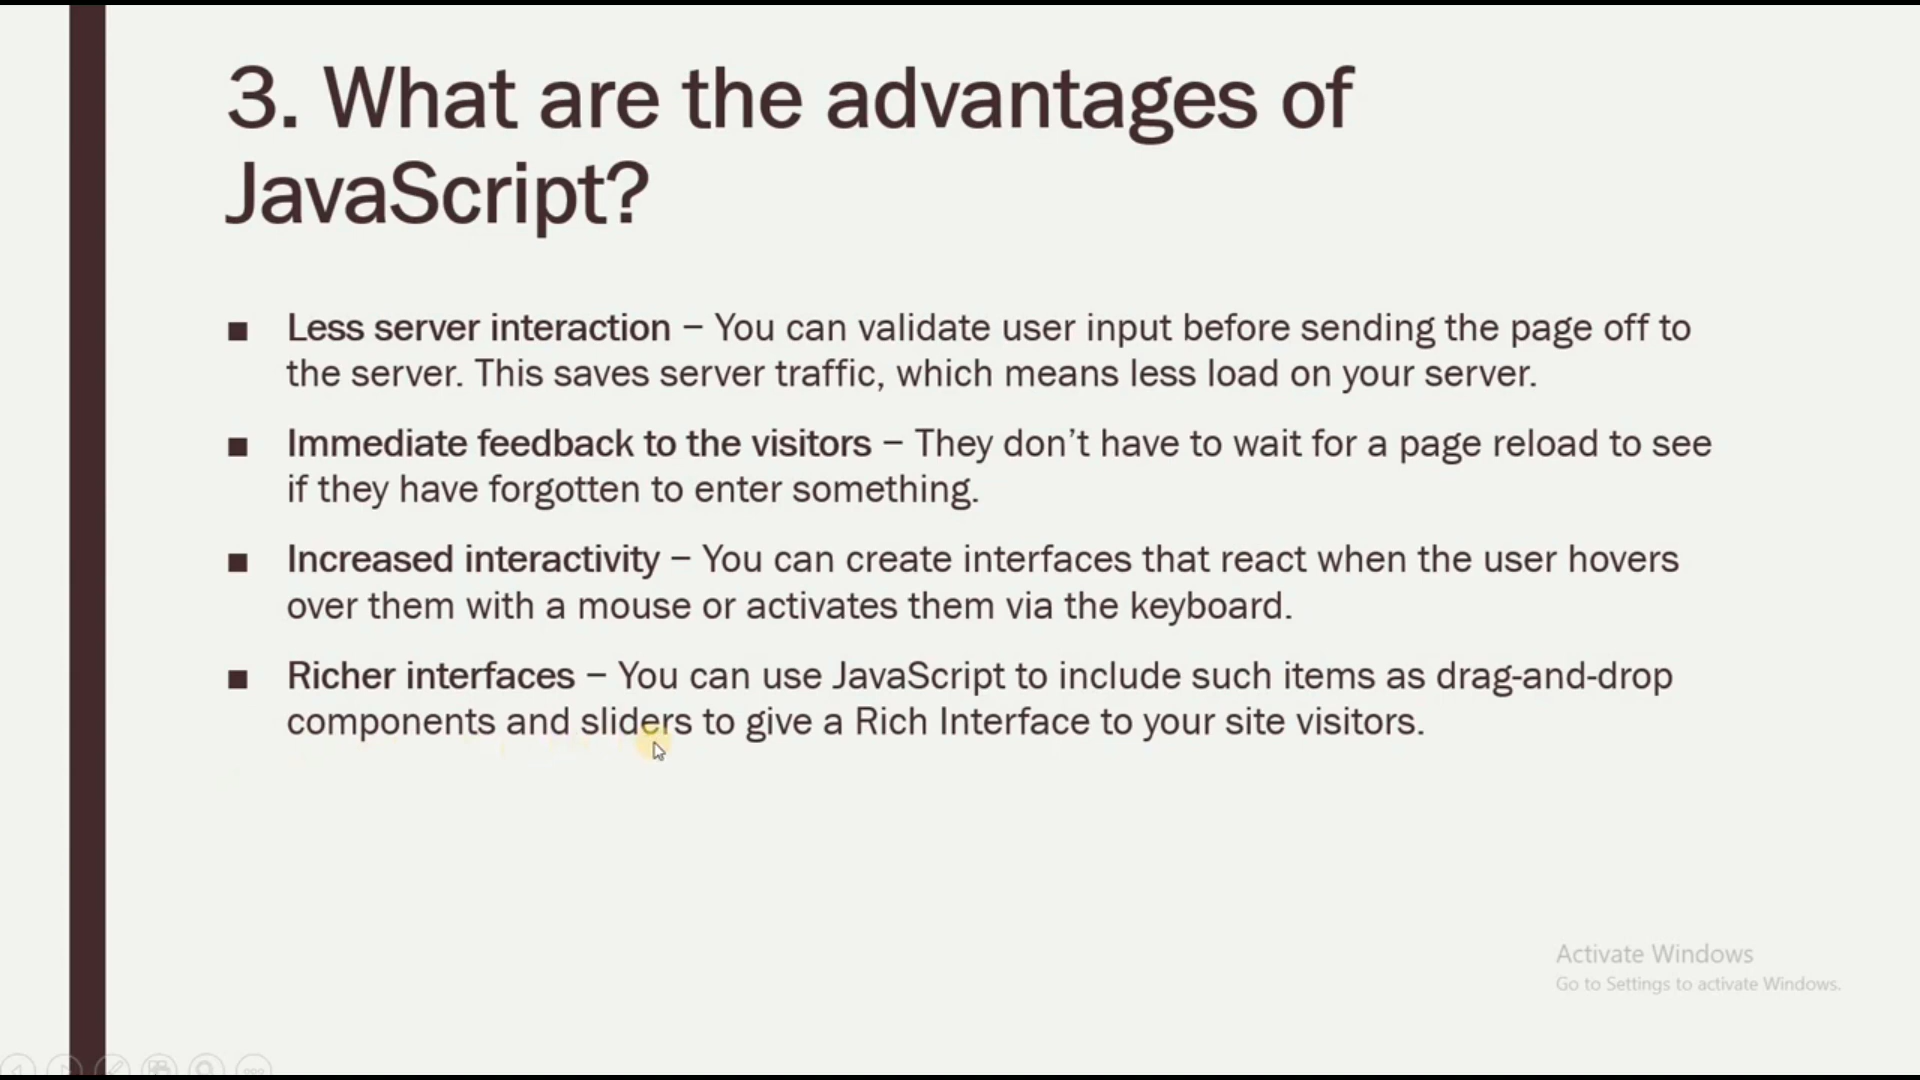 3. What are the advantages of
JavaScript?
■ Less server interaction − You can validate user input before sending the page off to
the server. This saves server traffic, which means less load on your server.
■ Immediate feedback to the visitors − They don’t have to wait for a page reload to see
if they have forgotten to enter something.
■ Increased interactivity − You can create interfaces that react when the user hovers
over them with a mouse or activates them via the keyboard.
■ Richer interfaces − You can use JavaScript to include such items as drag-and-drop
components and sliders to give a Rich Interface to your site visitors.
Activate Windows
Go to Settings to activate Windows.